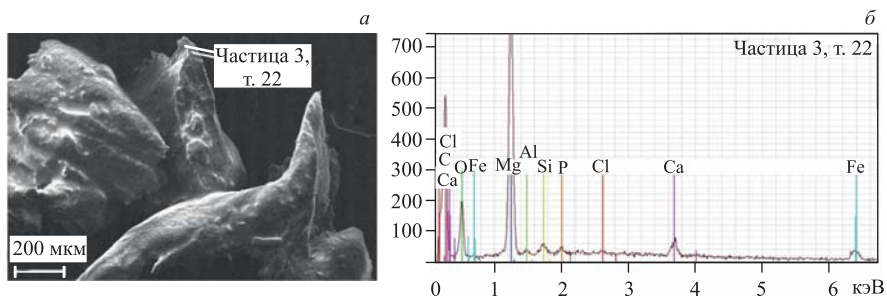 а
Частица 3,
т. 22
200 мкм
б
Частица 3, т. 22
700
600
500
400
300
200
100
Cl
C
Ca
O
Fe
Mg
Al
Si
P
Cl
Ca
Fe
0 1 2 3 4 5 6 кэВ